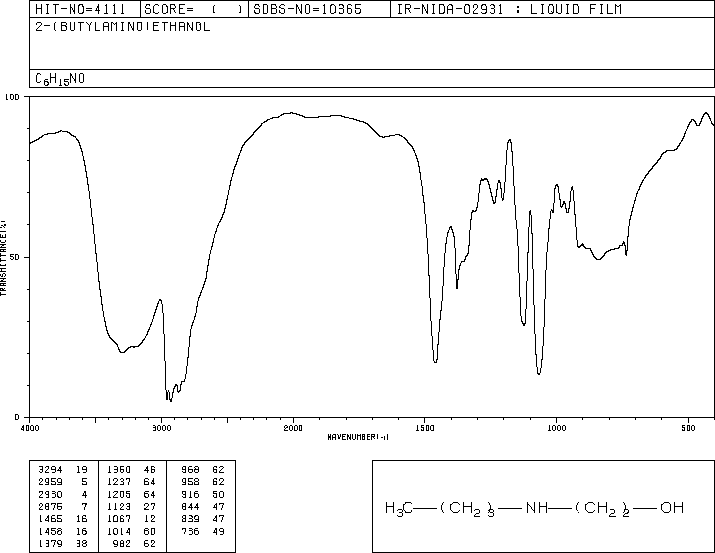 HIT-NO=4111 SCORE= ( ) SDBS-NO=10365 IR-NIDA-02931 : LIQUID FILM
2-(BUTYLAMINO)ETHANOL
C6H15NO
100
50
0
TRANSMITTANCE(%)
4000 3000 2000 1500 1000 500
WAVENUMBER(-1)
3294 19 1360 46 968 62
2959 5 1237 64 958 62
2930 4 1205 64 916 50
2875 7 1123 27 844 47
1465 16 1067 12 839 47
1458 16 1014 60 736 49
1379 38 982 62
H3C—(CH2)3—NH—(CH2)2—OH